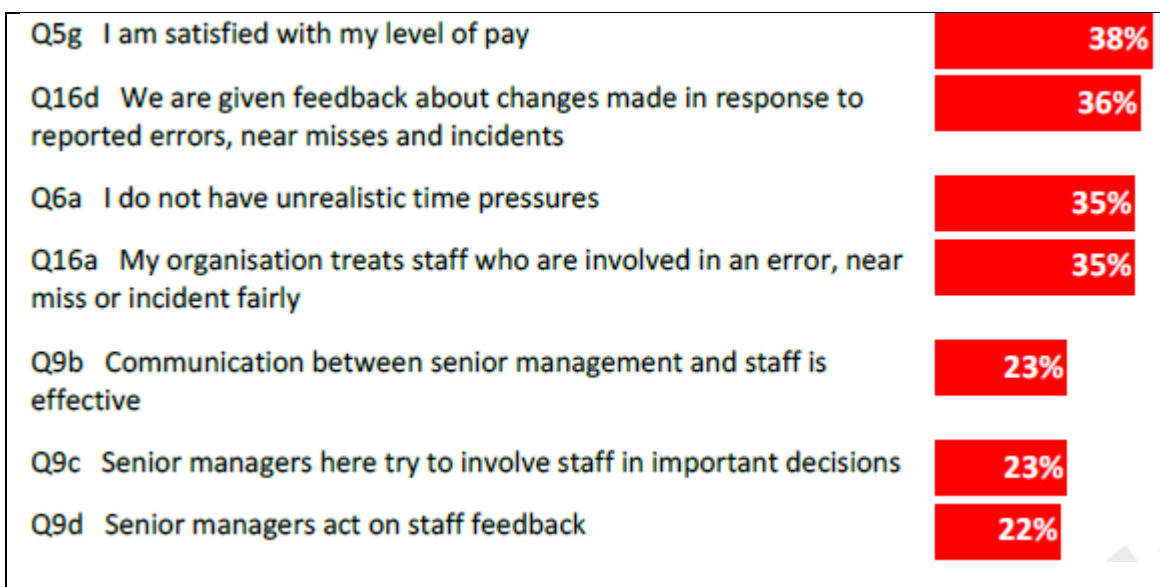 Q5g I am satisfied with my level of pay 38%
Q16d We are given feedback about changes made in response to 36%
reported errors, near misses and incidents
Q6a I do not have unrealistic time pressures 35%
Q16a My organisation treats staff who are involved in an error, near 35%
miss or incident fairly
Q9b Communication between senior management and staff is 23%
effective
Q9c Senior managers here try to involve staff in important decisions 23%
Q9d Senior managers act on staff feedback 22%